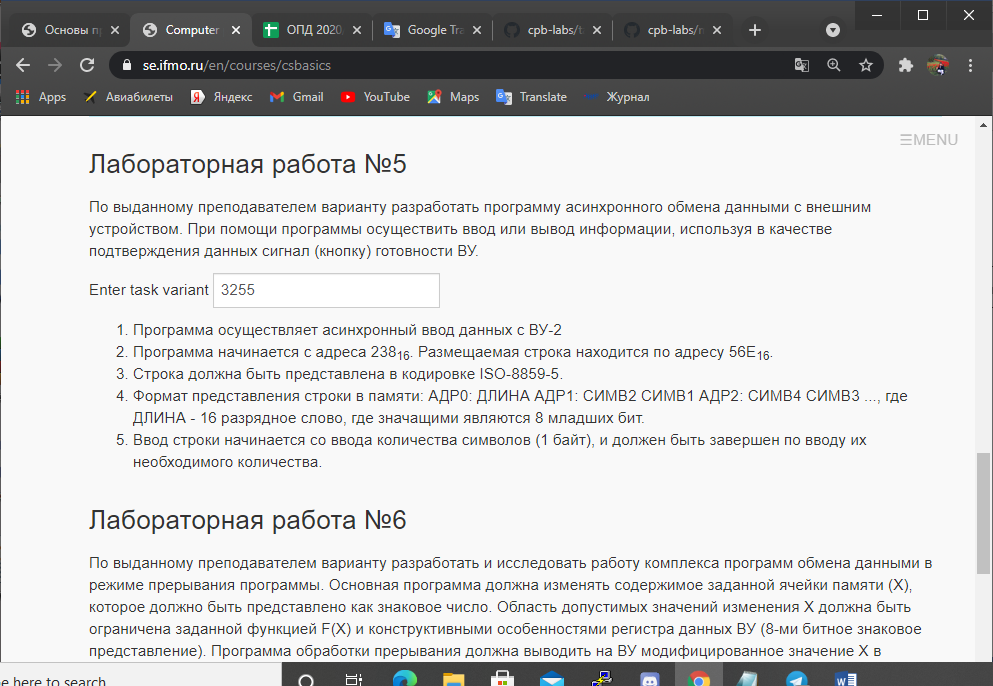 Основы п
Computer
ОПД 2020
Google Tra
cpb-labs/
cpb-labs/
se.ifmo.ru/en/courses/csbasics
Apps Авиабилеты Яндекс Gmail YouTube Maps Translate Журнал
☰MENU
Лабораторная работа №5
По выданному преподавателем варианту разработать программу асинхронного обмена данными с внешним
устройством. При помощи программы осуществить ввод или вывод информации, используя в качестве
подтверждения данных сигнал (кнопку) готовности ВУ.
Enter task variant 3255
1. Программа осуществляет асинхронный ввод данных с ВУ-2
2. Программа начинается с адреса 238₁₆. Размещаемая строка находится по адресу 56E₁₆.
3. Строка должна быть представлена в кодировке ISO-8859-5.
4. Формат представления строки в памяти: АДР0: ДЛИНА АДР1: СИМВ2 СИМВ1 АДР2: СИМВ4 СИМВ3 ..., где
ДЛИНА - 16 разрядное слово, где значащими являются 8 младших бит.
5. Ввод строки начинается со ввода количества символов (1 байт), и должен быть завершен по вводу их
необходимого количества.
Лабораторная работа №6
По выданному преподавателем варианту разработать и исследовать работу комплекса программ обмена данными в
режиме прерывания программы. Основная программа должна изменять содержимое заданной ячейки памяти (X),
которое должно быть представлено как знаковое число. Область допустимых значений изменения X должна быть
ограничена заданной функцией F(X) и конструктивными особенностями регистра данных ВУ (8-ми битное знаковое
представление). Программа обработки прерывания должна выводить на ВУ модифицированное значение X в
e here to search